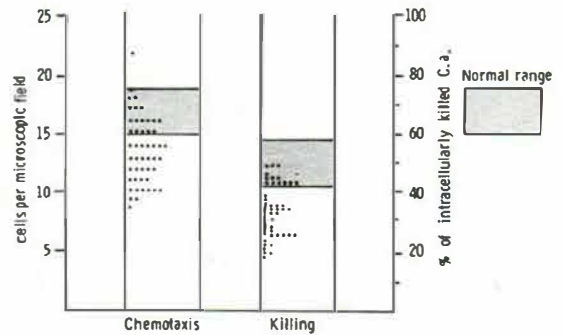 25
20
15
10
5
cells per microscopic field
100
80
60
40
20
% of intracellularly killed C.a.
Normal range
Chemotaxis
Killing